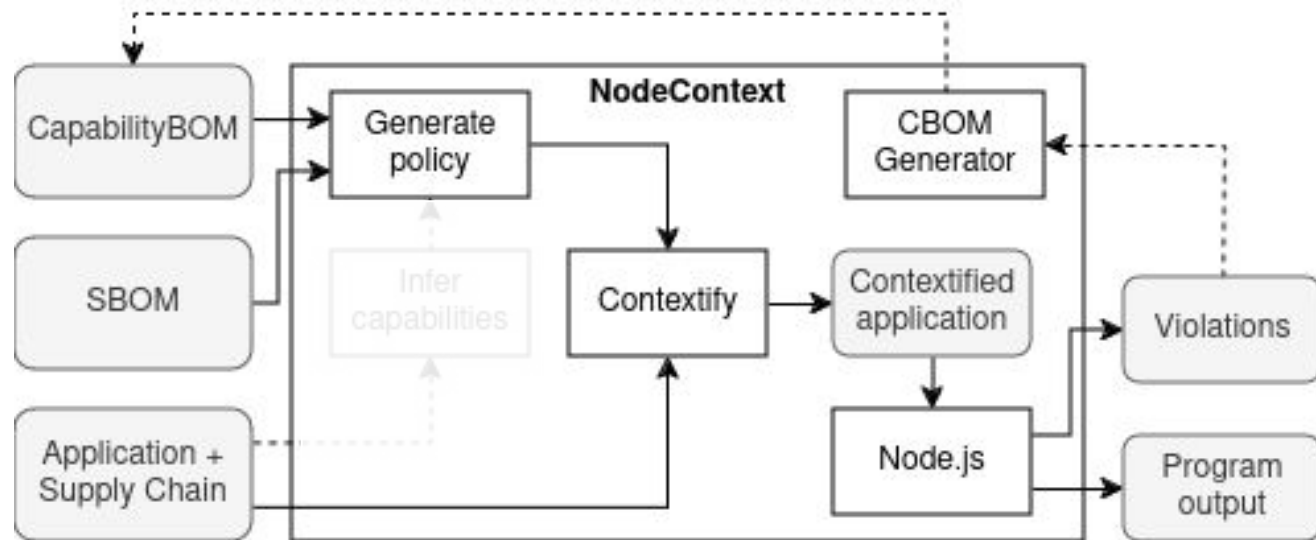 NodeContext
CapabilityBOM
Generate
policy
CBOM
Generator
SBOM
Infer
capabilities
Contextify
Contextified
application
Violations
Application +
Supply Chain
Node.js
Program
output